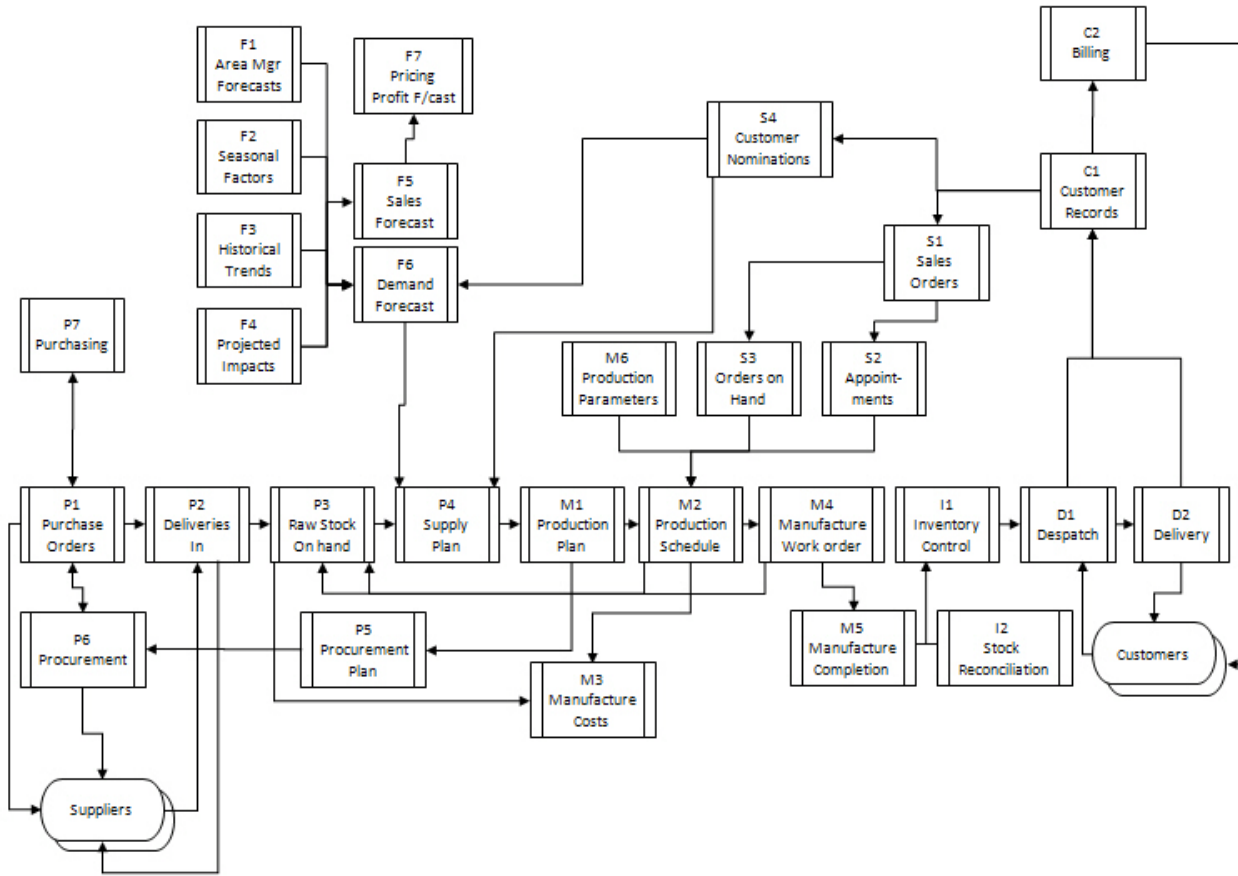 F1
Area Mgr
Forecasts
F7
Pricing
Profit F/cast
C2
Billing
S4
Customer
Nominations
F2
Seasonal
Factors
F5
Sales
Forecast
C1
Customer
Records
F3
Historical
Trends
F6
Demand
Forecast
S1
Sales
Orders
P7
Purchasing
F4
Projected
Impacts
M6
Production
Parameters
S3
Orders on
Hand
S2
Appoint-
ments
P1
Purchase
Orders
P2
Deliveries
In
P3
Raw Stock
On hand
P4
Supply
Plan
M1
Production
Plan
M2
Production
Schedule
M4
Manufacture
Work order
I1
Inventory
Control
D1
Despatch
D2
Delivery
P6
Procurement
P5
Procurement
Plan
M3
Manufacture
Costs
M5
Manufacture
Completion
I2
Stock
Reconciliation
Customers
Suppliers